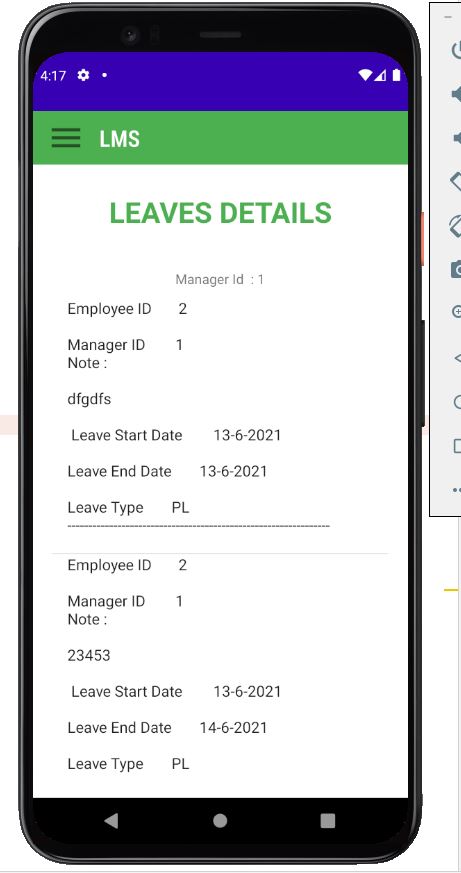 4:17
LMS
LEAVES DETAILS
Manager Id : 1
Employee ID 2
Manager ID 1
Note :
dfgdfs
Leave Start Date 13-6-2021
Leave End Date 13-6-2021
Leave Type PL
--------------------------------------------------------------
Employee ID 2
Manager ID 1
Note :
23453
Leave Start Date 13-6-2021
Leave End Date 14-6-2021
Leave Type PL